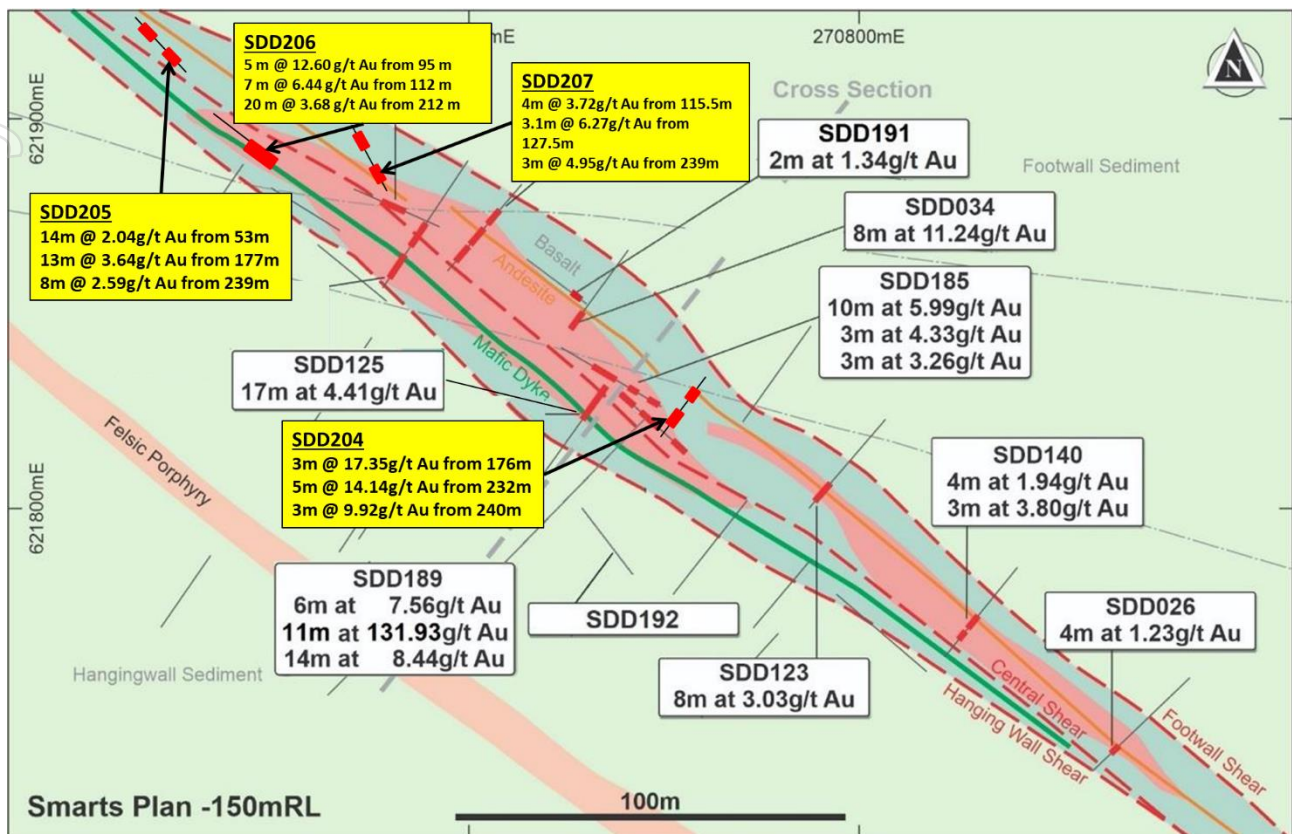 SDD206
5 m @ 12.60 g/t Au from 95 m
7 m @ 6.44 g/t Au from 112 m
20 m @ 3.68 g/t Au from 212 m
mE
270800mE
N
SDD207
4m @ 3.72g/t Au from 115.5m
3.1m @ 6.27g/t Au from
127.5m
3m @ 4.95g/t Au from 239m
Cross Section
621900mE
SDD191
2m at 1.34g/t Au
Footwall Sediment
SDD205
14m @ 2.04g/t Au from 53m
13m @ 3.64g/t Au from 177m
8m @ 2.59g/t Au from 239m
SDD034
8m at 11.24g/t Au
Basalt
Andesite
SDD185
10m at 5.99g/t Au
3m at 4.33g/t Au
3m at 3.26g/t Au
Mafic Dyke
SDD125
17m at 4.41g/t Au
Felsic Porphyry
SDD204
3m @ 17.35g/t Au from 176m
5m @ 14.14g/t Au from 232m
3m @ 9.92g/t Au from 240m
SDD140
4m at 1.94g/t Au
3m at 3.80g/t Au
621800mE
SDD189
6m at 7.56g/t Au
11m at 131.93g/t Au
14m at 8.44g/t Au
SDD192
SDD026
4m at 1.23g/t Au
Hangingwall Sediment
SDD123
8m at 3.03g/t Au
Central Shear
Hanging Wall Shear
Footwall Shear
Smarts Plan -150mRL
100m